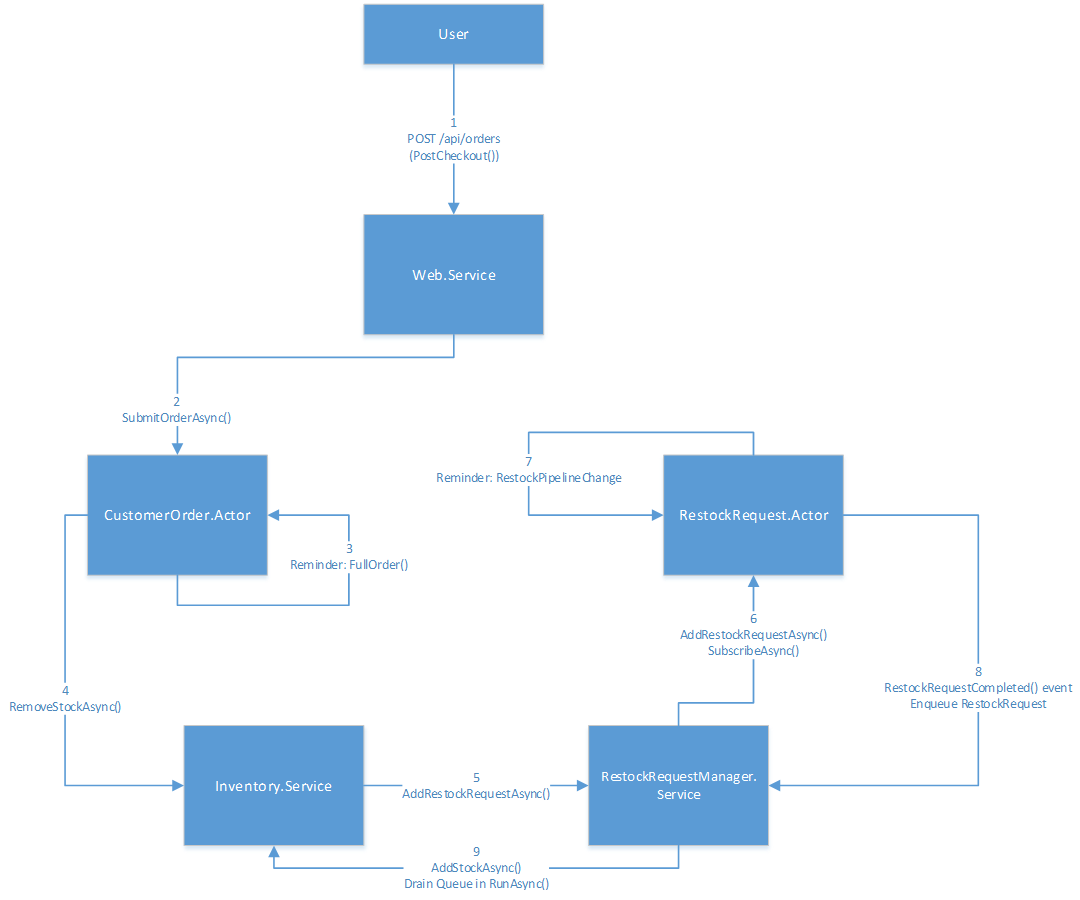 User
1
POST /api/orders
(PostCheckout())
Web.Service
2
SubmitOrderAsync()
CustomerOrder.Actor
3
Reminder: FullOrder()
7
Reminder: RestockPipelineChange
RestockRequest.Actor
4
RemoveStockAsync()
6
AddRestockRequestAsync()
SubscribeAsync()
8
RestockRequestCompleted() event
Enqueue RestockRequest
Inventory.Service
5
AddRestockRequestAsync()
RestockRequestManager.
Service
9
AddStockAsync()
Drain Queue in RunAsync()